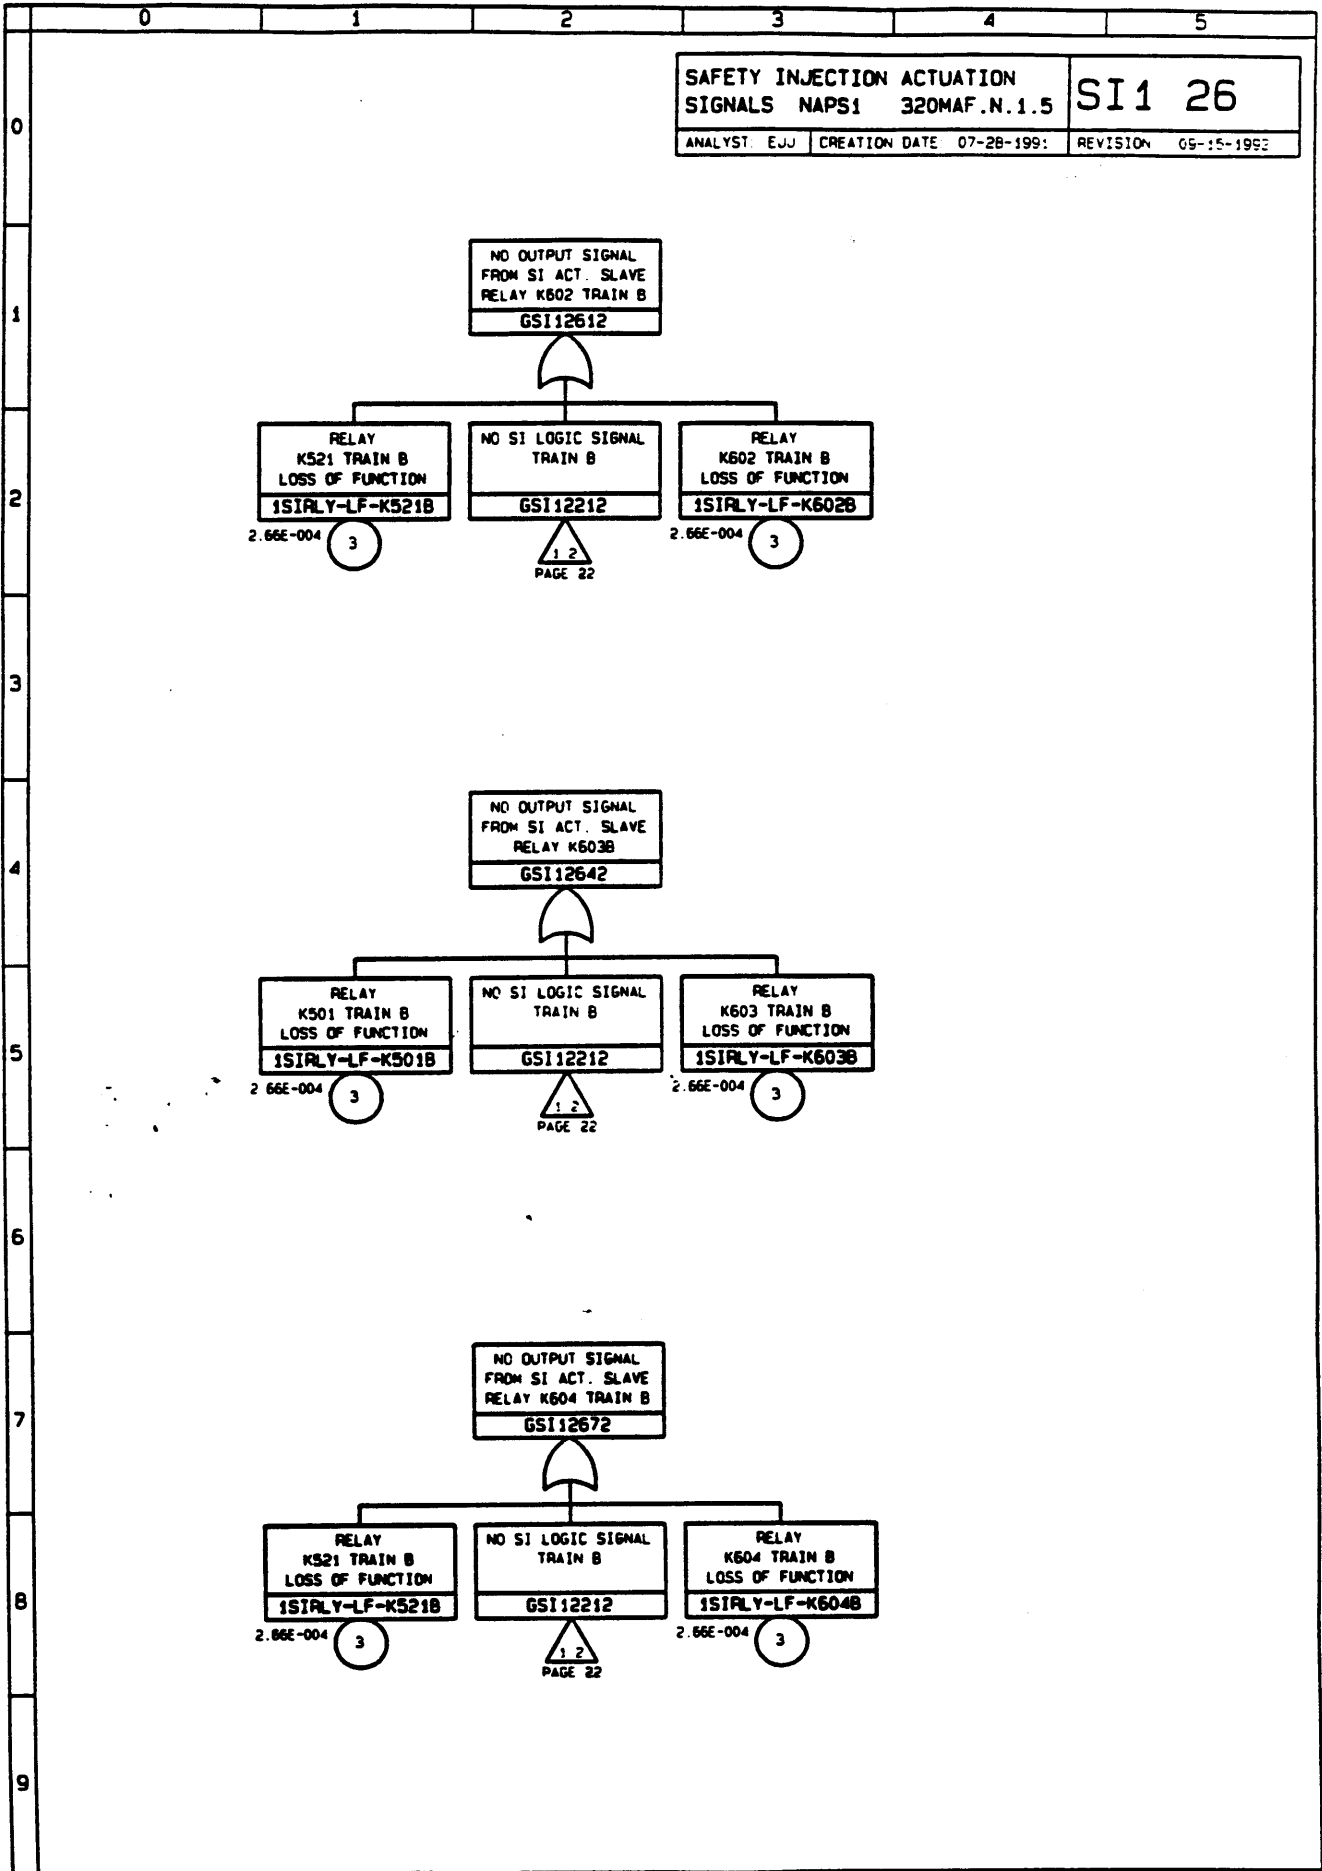 0 1 2 3 4 5
SAFETY INJECTION ACTUATION
SIGNALS NAPS1 320MAF.N.1.5
SI1 26
ANALYST: EJJ CREATION DATE: 07-28-1991 REVISION
0
NO OUTPUT SIGNAL
FROM SI ACT. SLAVE
RELAY K602 TRAIN B
GSI12612
1
RELAY
K521 TRAIN B
LOSS OF FUNCTION
1SIRLY-LF-K521B
2.66E-004
3
NO SI LOGIC SIGNAL
TRAIN B
GSI12212
1 2
PAGE 22
RELAY
K602 TRAIN B
LOSS OF FUNCTION
1SIRLY-LF-K602B
2.66E-004
3
2
3
NO OUTPUT SIGNAL
FROM SI ACT. SLAVE
RELAY K603B
GSI12642
4
RELAY
K501 TRAIN B
LOSS OF FUNCTION
1SIRLY-LF-K501B
2.66E-004
3
NO SI LOGIC SIGNAL
TRAIN B
GSI12212
1 2
PAGE 22
RELAY
K603 TRAIN B
LOSS OF FUNCTION
1SIRLY-LF-K603B
2.66E-004
3
5
6
NO OUTPUT SIGNAL
FROM SI ACT. SLAVE
RELAY K604 TRAIN B
GSI12672
7
RELAY
K521 TRAIN B
LOSS OF FUNCTION
1SIRLY-LF-K521B
2.66E-004
3
NO SI LOGIC SIGNAL
TRAIN B
GSI12212
1 2
PAGE 22
RELAY
K604 TRAIN B
LOSS OF FUNCTION
1SIRLY-LF-K604B
2.66E-004
3
8
9